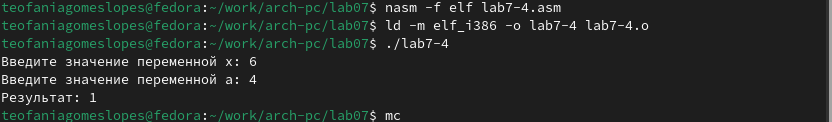 teofaniagomeslopes@fedora:~/work/arch-pc/lab07$ nasm -f elf lab7-4.asm
teofaniagomeslopes@fedora:~/work/arch-pc/lab07$ ld -m elf_i386 -o lab7-4 lab7-4.o
teofaniagomeslopes@fedora:~/work/arch-pc/lab07$ ./lab7-4
Введите значение переменной x: 6
Введите значение переменной a: 4
Результат: 1
teofaniagomeslopes@fedora:~/work/arch-pc/lab07$ mc